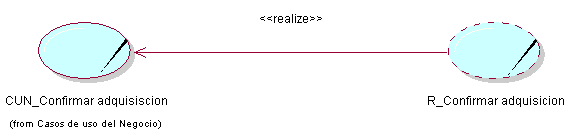 <<realize>>
CUN_Confirmar adquisiscion
R_Confirmar adquisicion
(from Casos de uso del Negocio)